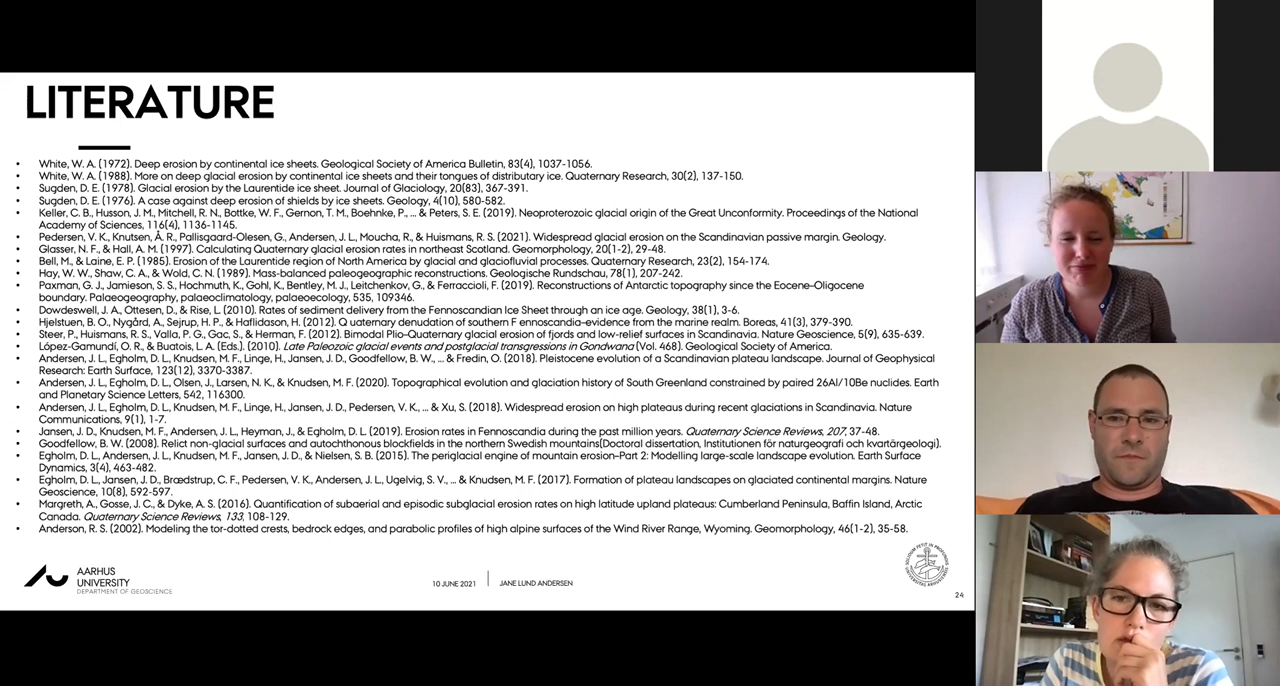 LITERATURE
• White, W. A. (1972). Deep erosion by continental ice sheets. Geological Society of America Bulletin, 83(4), 1037-1056.
• White, W. A. (1988). More on deep glacial erosion by continental ice sheets and their tongues of distributary ice. Quaternary Research, 30(2), 137-150.
• Sugden, D. E. (1978). Glacial erosion by the Laurentide ice sheet. Journal of Glaciology, 20(83), 367-391.
• Sugden, D. E. (1976). A case against deep erosion of shields by ice sheets. Geology, 4(10), 580-582.
• Keller, C. B., Husson, J. M., Mitchell, R. N., Bottke, W. F., Gernon, T. M., Boehnke, P., ... & Peters, S. E. (2019). Neoproterozoic glacial origin of the Great Unconformity. Proceedings of the National
Academy of Sciences, 116(4), 1136-1145.
• Pedersen, V. K., Knutsen, Å. R., Pallisgaard-Olesen, G., Andersen, J. L., Moucha, R., & Huismans, R. S. (2021). Widespread glacial erosion on the Scandinavian passive margin. Geology.
• Glasser, N. F., & Hall, A. M. (1997). Calculating Quaternary glacial erosion rates in northeast Scotland. Geomorphology, 20(1-2), 29-48.
• Bell, M., & Laine, E. P. (1985). Erosion of the Laurentide region of North America by glacial and glaciofluvial processes. Quaternary Research, 23(2), 154-174.
• Hay, W. W., Shaw, C. A., & Wold, C. N. (1989). Mass-balanced paleogeographic reconstructions. Geologische Rundschau, 78(1), 207-242.
• Paxman, G. J., Jamieson, S. S., Hochmuth, K., Gohl, K., Bentley, M. J., Leitchenkov, G., & Ferraccioli, F. (2019). Reconstructions of Antarctic topography since the Eocene-Oligocene
boundary. Palaeogeography, palaeoclimatology, palaeoecology, 535, 109346.
• Dowdeswell, J. A., Ottesen, D., & Rise, L. (2010). Rates of sediment delivery from the Fennoscandian Ice Sheet through an ice age. Geology, 38(1), 3-6.
• Hjelstuen, B. O., Nygård, A., Sejrup, H. P., & Haflidason, H. (2012). Q uaternary denudation of southern F ennoscandia–evidence from the marine realm. Boreas, 41(3), 379-390.
• Steer, P., Huismans, R. S., Valla, P. G., Gac, S., & Herman, F. (2012). Bimodal Plio-Quaternary glacial erosion of fjords and low-relief surfaces in Scandinavia. Nature Geoscience, 5(9), 635-639.
• López-Gamundí, O. R., & Buatois, L. A. (Eds.). (2010). Late Paleozoic glacial events and postglacial transgressions in Gondwana (Vol. 468). Geological Society of America.
• Andersen, J. L., Egholm, D. L., Knudsen, M. F., Linge, H., Jansen, J. D., Goodfellow, B. W., ... & Fredin, O. (2018). Pleistocene evolution of a Scandinavian plateau landscape. Journal of Geophysical
Research: Earth Surface, 123(12), 3370-3387.
• Andersen, J. L., Egholm, D. L., Olsen, J., Larsen, N. K., & Knudsen, M. F. (2020). Topographical evolution and glaciation history of South Greenland constrained by paired 26Al/10Be nuclides. Earth
and Planetary Science Letters, 542, 116300.
• Andersen, J. L., Egholm, D. L., Knudsen, M. F., Linge, H., Jansen, J. D., Pedersen, V. K., ... & Xu, S. (2018). Widespread erosion on high plateaus during recent glaciations in Scandinavia. Nature
Communications, 9(1), 1-7.
• Jansen, J. D., Knudsen, M. F., Andersen, J. L., Heyman, J., & Egholm, D. L. (2019). Erosion rates in Fennoscandia during the past million years. Quaternary Science Reviews, 207, 37-48.
• Goodfellow, B. W. (2008). Relict non-glacial surfaces and autochthonous blockfields in the northern Swedish mountains(Doctoral dissertation, Institutionen för naturgeografi och kvartärgeologi).
• Egholm, D. L., Andersen, J. L., Knudsen, M. F., Jansen, J. D., & Nielsen, S. B. (2015). The periglacial engine of mountain erosion–Part 2: Modelling large-scale landscape evolution. Earth Surface
Dynamics, 3(4), 463-482.
• Egholm, D. L., Jansen, J. D., Brædstrup, C. F., Pedersen, V. K., Andersen, J. L., Ugelvig, S. V., ... & Knudsen, M. F. (2017). Formation of plateau landscapes on glaciated continental margins. Nature
Geoscience, 10(8), 592-597.
• Margreth, A., Gosse, J. C., & Dyke, A. S. (2016). Quantification of subaerial and episodic subglacial erosion rates on high latitude upland plateaus: Cumberland Peninsula, Baffin Island, Arctic
Canada. Quaternary Science Reviews, 133, 108-129.
• Anderson, R. S. (2002). Modeling the tor-dotted crests, bedrock edges, and parabolic profiles of high alpine surfaces of the Wind River Range, Wyoming. Geomorphology, 46(1-2), 35-58.
AARHUS
UNIVERSITY
DEPARTMENT OF GEOSCIENCE
10 JUNE 2021 | JANE LUND ANDERSEN
24